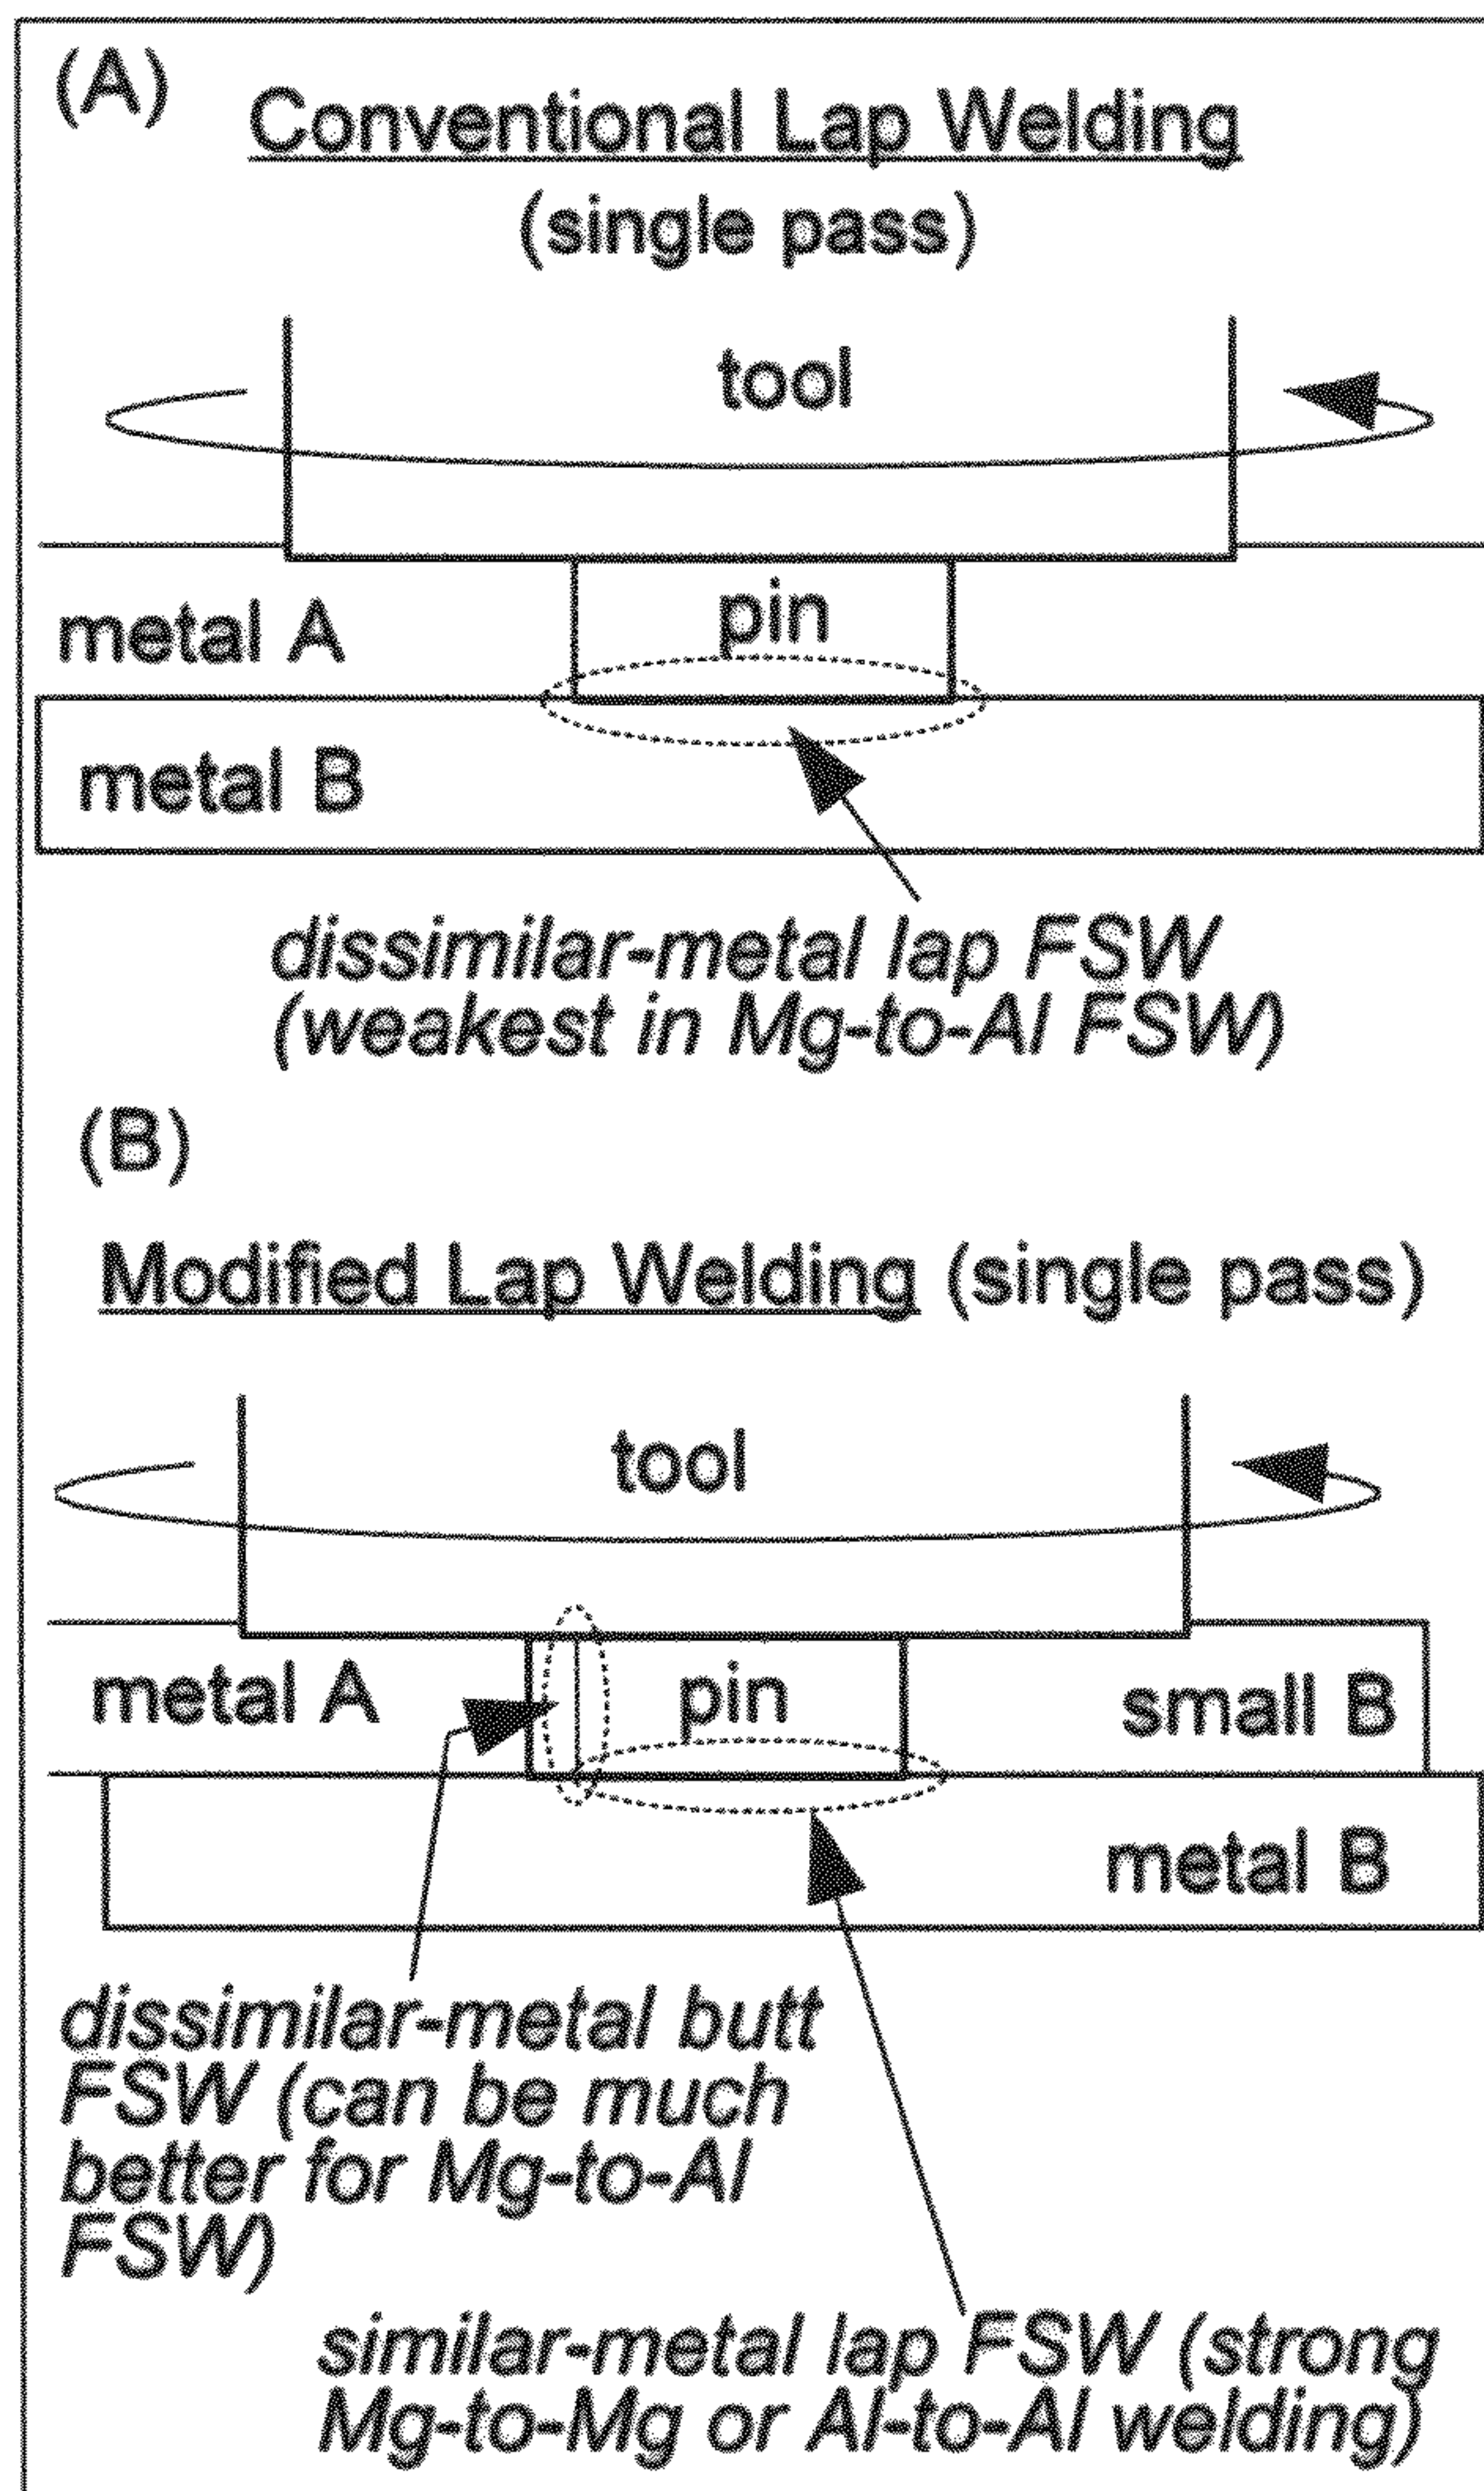 (A)
Conventional Lap Welding
(single pass)
tool
pin
metal A
metal B
dissimilar-metal lap FSW
(weakest in Mg-to-Al FSW)
(B)
Modified Lap Welding (single pass)
tool
metal A
pin
small B
metal B
dissimilar-metal butt
FSW (can be much
better for Mg-to-Al
FSW)
similar-metal lap FSW (strong
Mg-to-Mg or Al-to-Al welding)